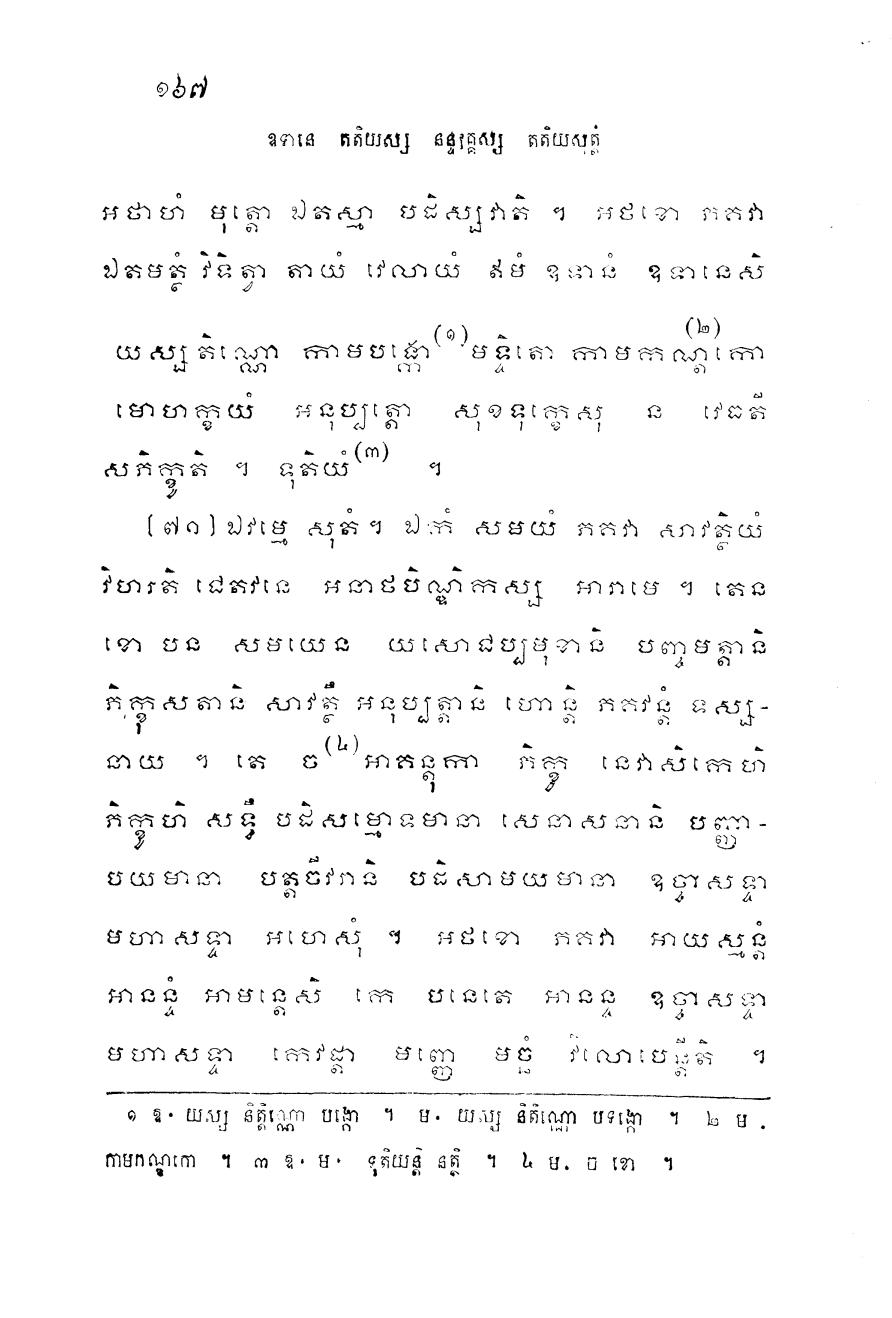 ១៦៧
ឧទានេ តតិយស្ស នន្ទវគ្គស្ស តតិយសុត្តំ
អថាហំ មុត្តោ ឯតស្មា បដិស្សវាតិ ។ អថខោ ភគវា
ឯតមត្ថំ វិទិត្វា តាយំ វេលាយំ ឥមំ ឧទានំ ឧទានេសិ
យស្ស តិណ្ណោ កាមបង្កោ(១) មទ្ទិតោ កាមកណ្ដកោ(២)
មោហក្ខយំ អនុប្បត្តោ សុខទុក្ខេសុ ន វេធតី
សភិក្ខូតិ ។ ទុតិយំ(៣) ។
[៧១] ឯវម្មេ សុតំ។ ឯកំ សមយំ ភគវា សាវត្ថិយំ
វិហរតិ ជេតវនេ អនាថបិណ្ឌិកស្ស អារាមេ ។ តេន
ខោ បន សមយេន យសោជប្បមុខានិ បញ្ចមត្តានិ
ភិក្ខុសតានិ សាវត្ថឹ អនុប្បត្តានិ ហោន្តិ ភគវន្តំ ទស្ស-
នាយ ។ តេ ច(៤) អាគន្តុកា ភិក្ខូ នេវាសិកេហិ
ភិក្ខូហិ សទ្ធឹ បដិសម្មោទមានា សេនាសនានិ បញ្ញា-
បយមានា បត្តចីវរានិ បដិសាមយមានា ឧច្ចាសទ្ទា
មហាសទ្ទា អហេសុំ ។ អថខោ ភគវា អាយស្មន្តំ
អានន្ទំ អាមន្តេសិ កេ បនេតេ អានន្ទ ឧច្ចាសទ្ទា
មហាសទ្ទា កេវដ្ដា មញ្ញេ មច្ឆំ វិលោបេន្តីតិ ។
១ ឱ. យស្ស និត្តិណ្ណោ បង្កោ ។ ម. យស្ស និតិណ្ណោ បទង្កោ ។ ២ ម.
កាមកណ្ឋកោ ។ ៣ ឱ. ម. ទុតិយន្តិ នត្ថិ ។ ៤ ម. ច ខោ ។